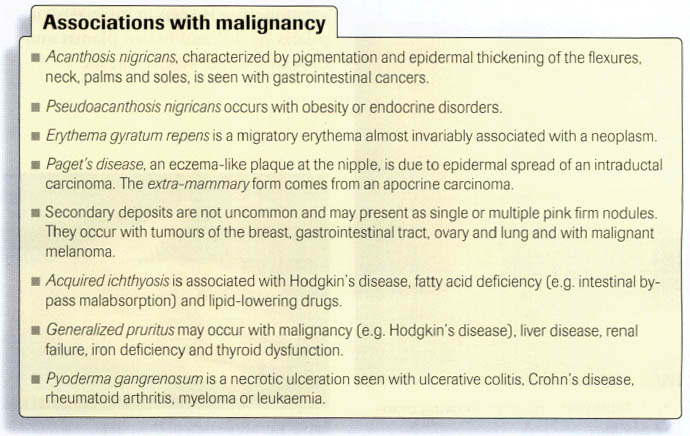 Associations with malignancy
■ Acanthosis nigricans, characterized by pigmentation and epidermal thickening of the flexures,
neck, palms and soles, is seen with gastrointestinal cancers.
■ Pseudoacanthosis nigricans occurs with obesity or endocrine disorders.
■ Erythema gyratum repens is a migratory erythema almost invariably associated with a neoplasm.
■ Paget's disease, an eczema-like plaque at the nipple, is due to epidermal spread of an intraductal
carcinoma. The extra-mammary form comes from an apocrine carcinoma.
■ Secondary deposits are not uncommon and may present as single or multiple pink firm nodules.
They occur with tumours of the breast, gastrointestinal tract, ovary and lung and with malignant
melanoma.
■ Acquired ichthyosis is associated with Hodgkin's disease, fatty acid deficiency (e.g. intestinal by-
pass malabsorption) and lipid-lowering drugs.
■ Generalized pruritus may occur with malignancy (e.g. Hodgkin's disease), liver disease, renal
failure, iron deficiency and thyroid dysfunction.
■ Pyoderma gangrenosum is a necrotic ulceration seen with ulcerative colitis, Crohn's disease,
rheumatoid arthritis, myeloma or leukaemia.